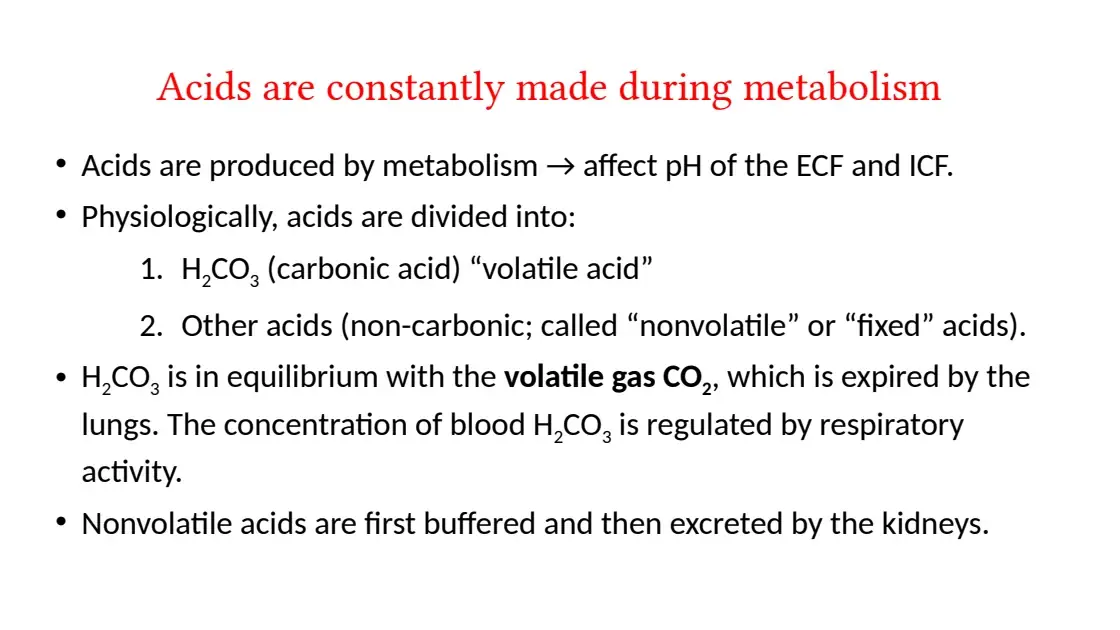 Acids are constantly made during metabolism
• Acids are produced by metabolism → affect pH of the ECF and ICF.
• Physiologically, acids are divided into:
1. H₂CO₃ (carbonic acid) “volatile acid”
2. Other acids (non-carbonic; called “nonvolatile” or “fixed” acids).
• H₂CO₃ is in equilibrium with the volatile gas CO₂, which is expired by the
lungs. The concentration of blood H₂CO₃ is regulated by respiratory
activity.
• Nonvolatile acids are first buffered and then excreted by the kidneys.